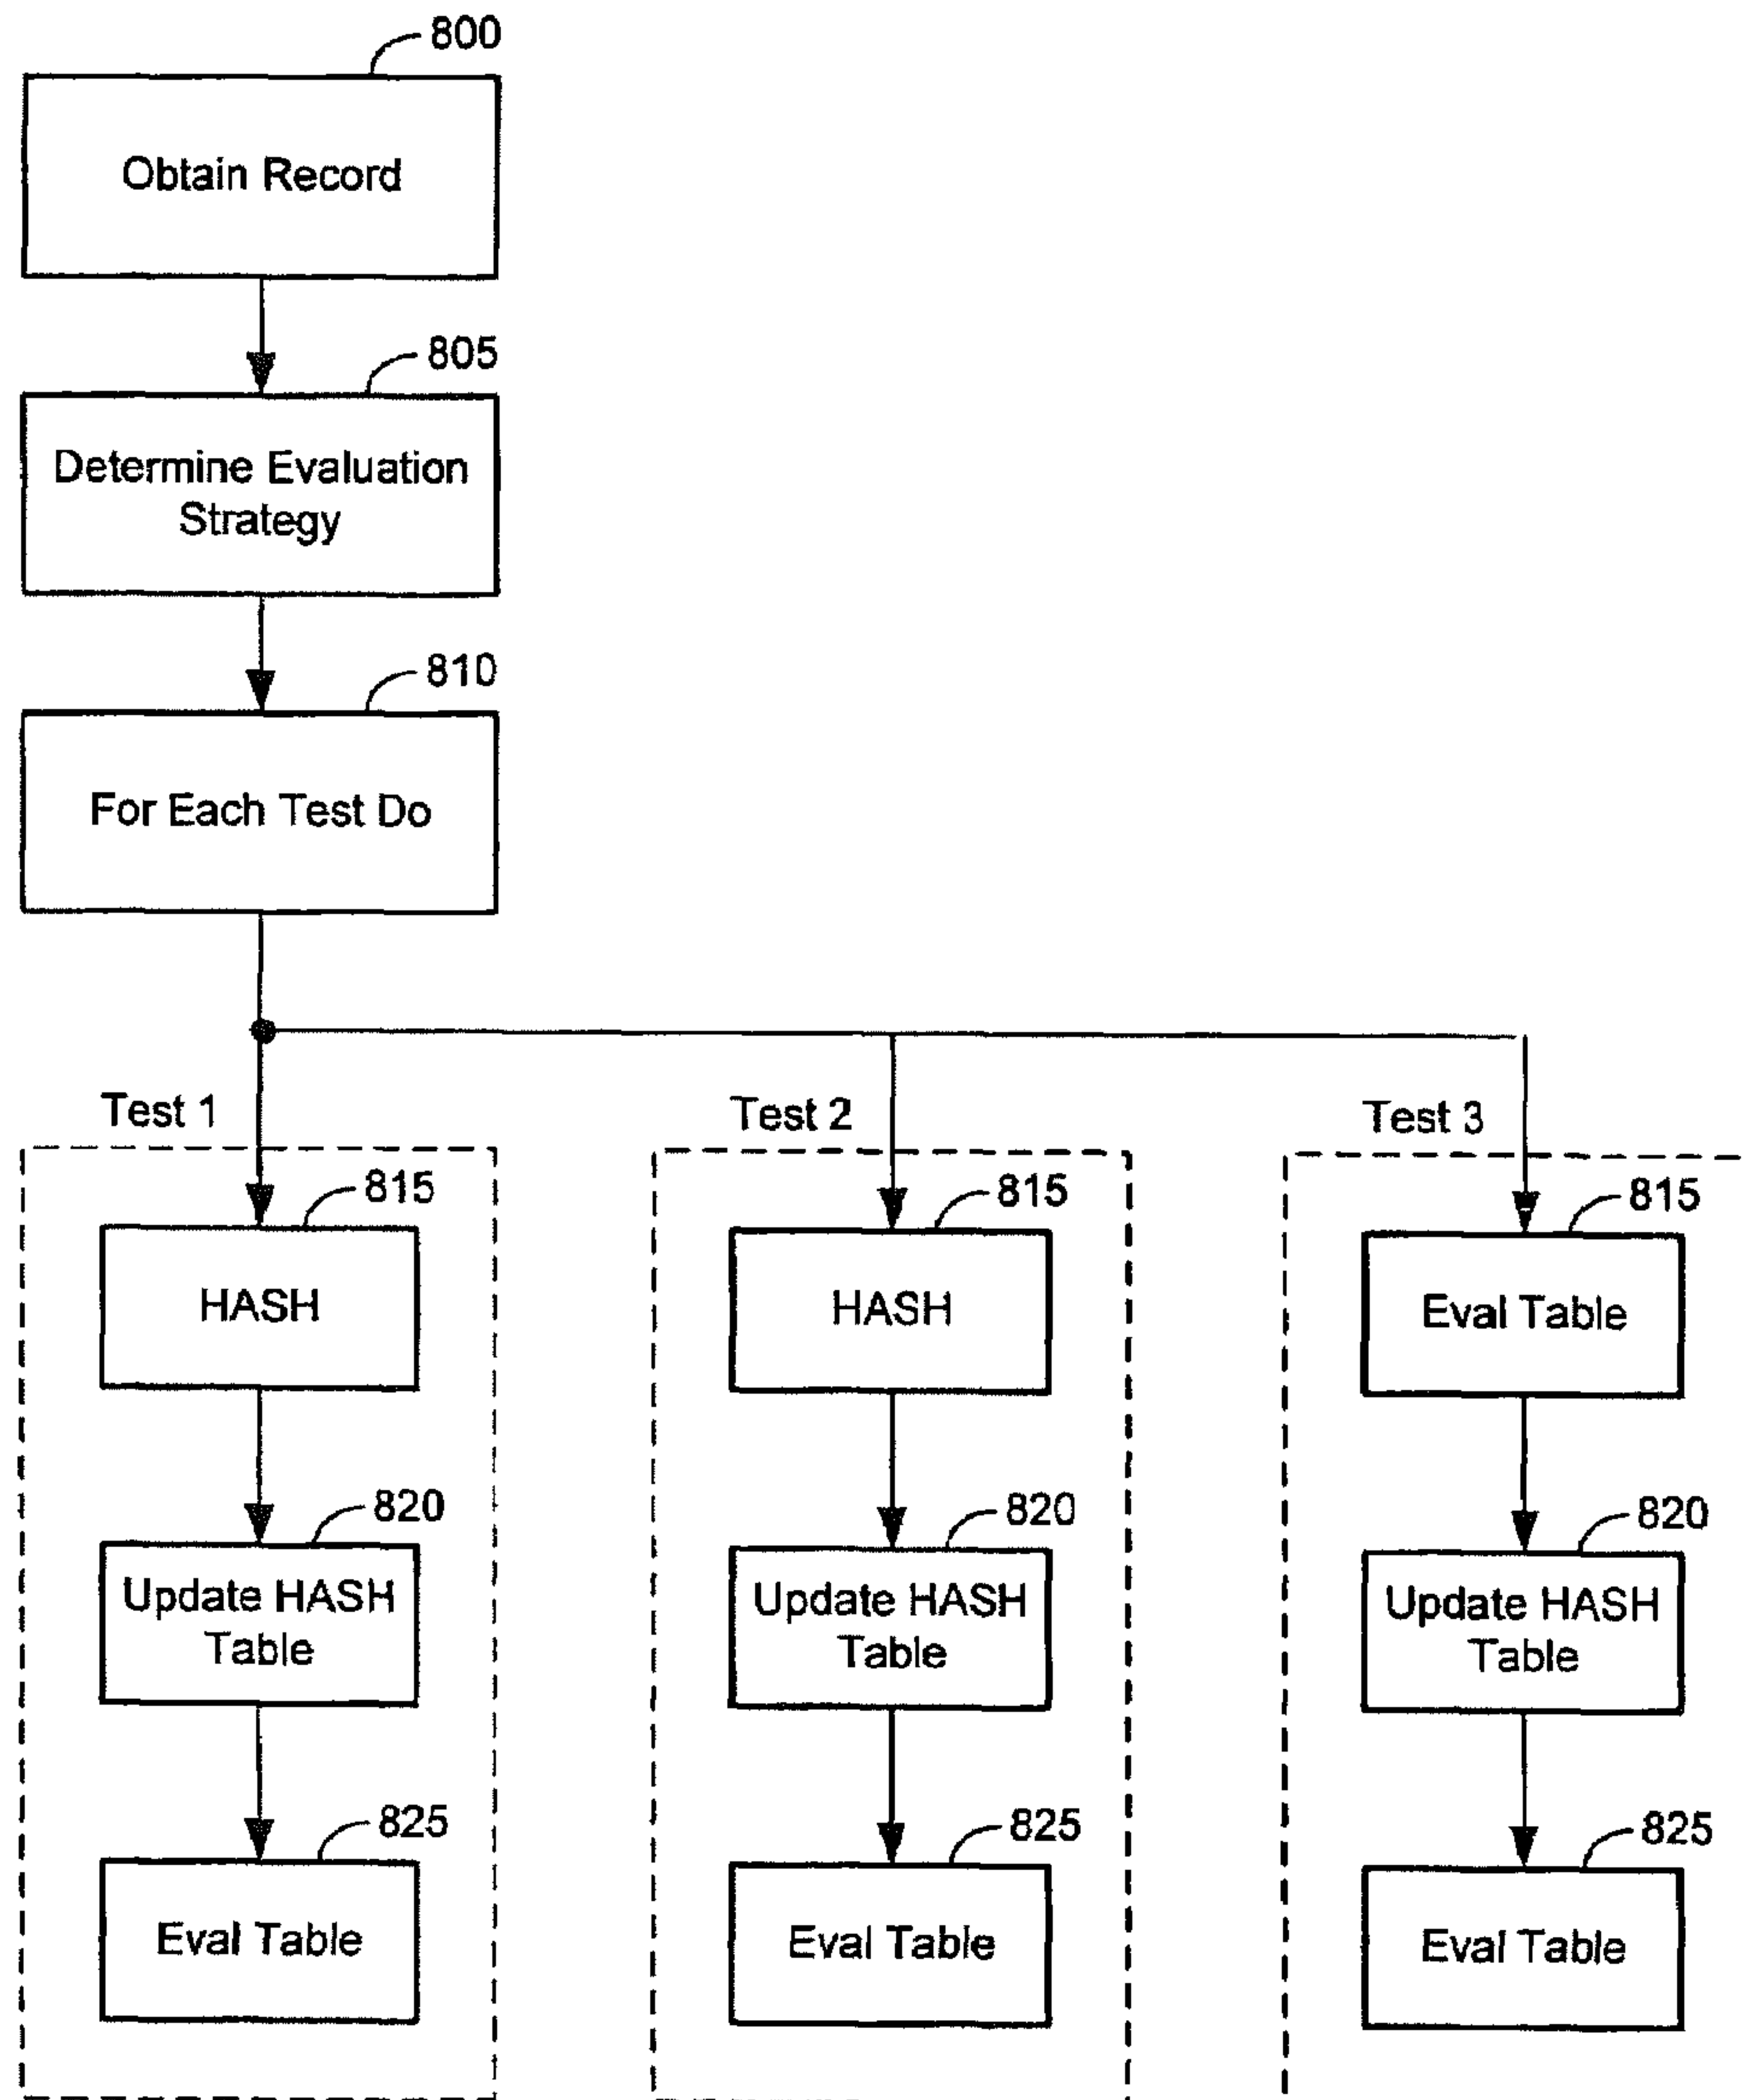 800
Obtain Record
805
Determine Evaluation
Strategy
810
For Each Test Do
Test 1
815
HASH
820
Update HASH
Table
825
Eval Table
Test 2
815
HASH
820
Update HASH
Table
825
Eval Table
Test 3
815
Eval Table
820
Update HASH
Table
825
Eval Table